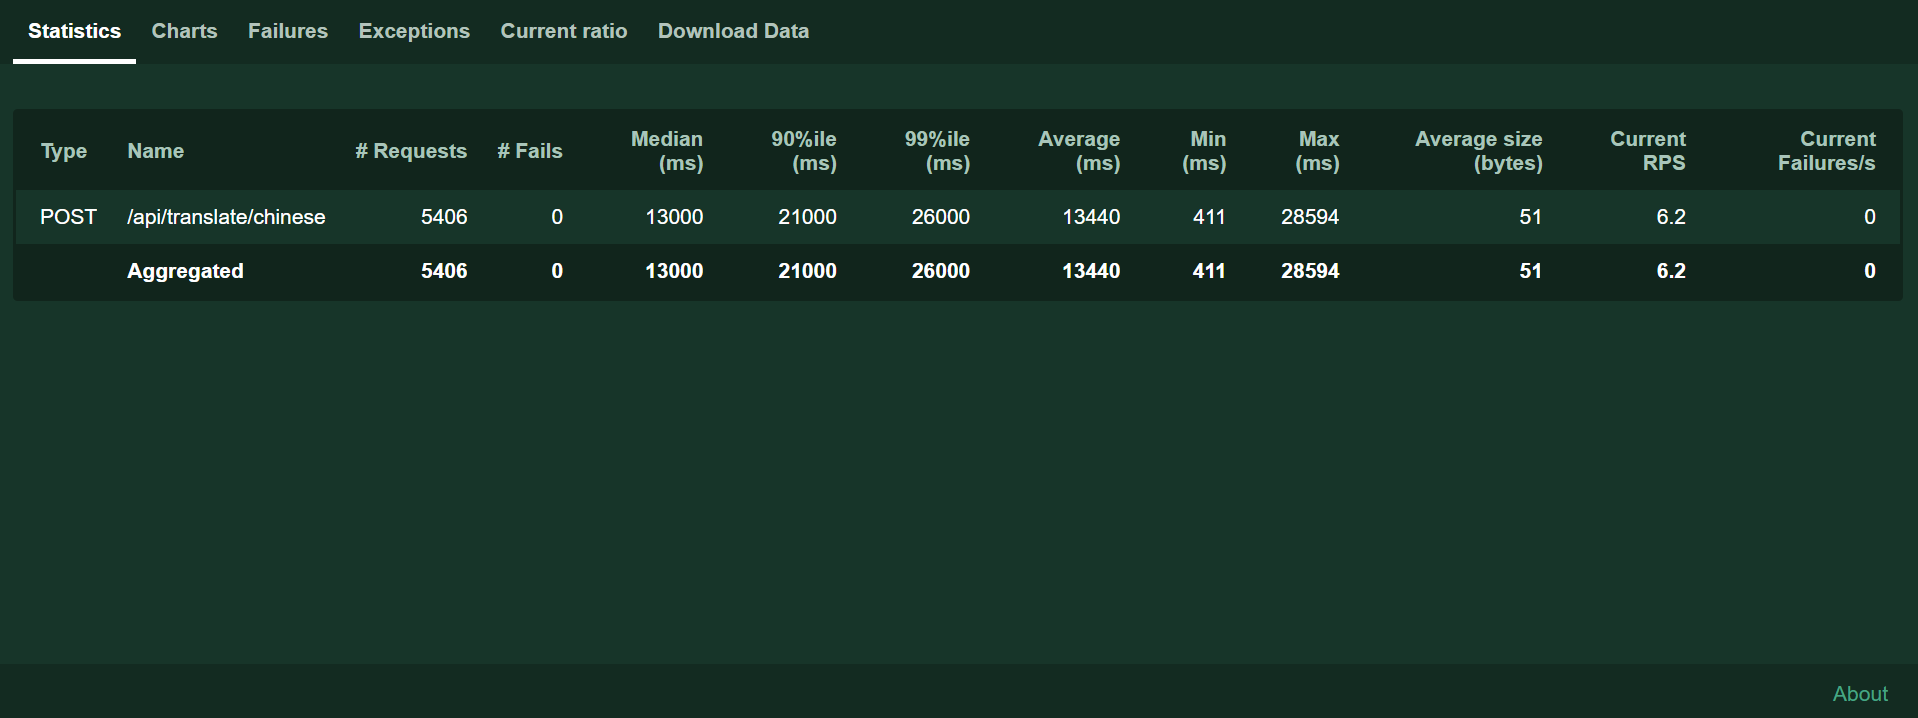 Statistics Charts Failures Exceptions Current ratio Download Data
Type Name # Requests # Fails Median (ms) 90%ile (ms) 99%ile (ms) Average (ms) Min (ms) Max (ms) Average size (bytes) Current RPS Current Failures/s
POST /api/translate/chinese 5406 0 13000 21000 26000 13440 411 28594 51 6.2 0
Aggregated 5406 0 13000 21000 26000 13440 411 28594 51 6.2 0
About